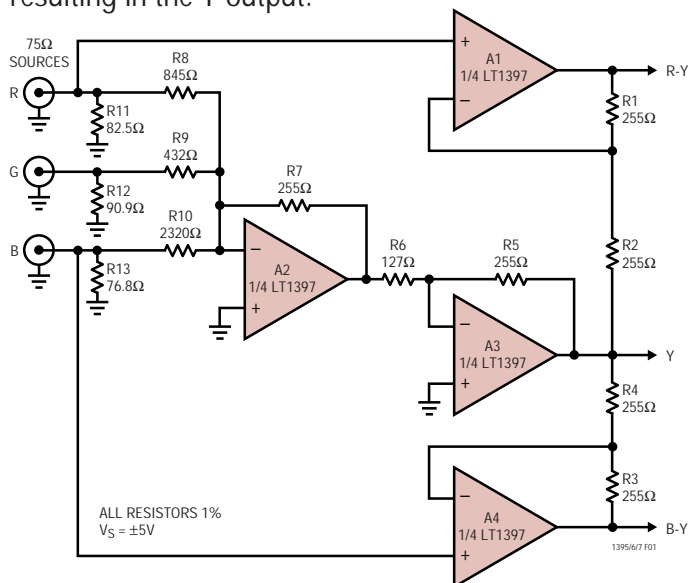 resulting in the Y output.
75Ω
SOURCES
R
R11
82.5Ω
R8
845Ω
G
R12
90.9Ω
R9
432Ω
B
R13
76.8Ω
R10
2320Ω
R7
255Ω
−
A2
1/4 LT1397
+
R6
127Ω
R5
255Ω
−
A3
1/4 LT1397
+
+
A1
1/4 LT1397
−
R-Y
R1
255Ω
R2
255Ω
Y
R4
255Ω
R3
255Ω
−
A4
1/4 LT1397
+
B-Y
1395/6/7 F01
ALL RESISTORS 1%
VS = ±5V